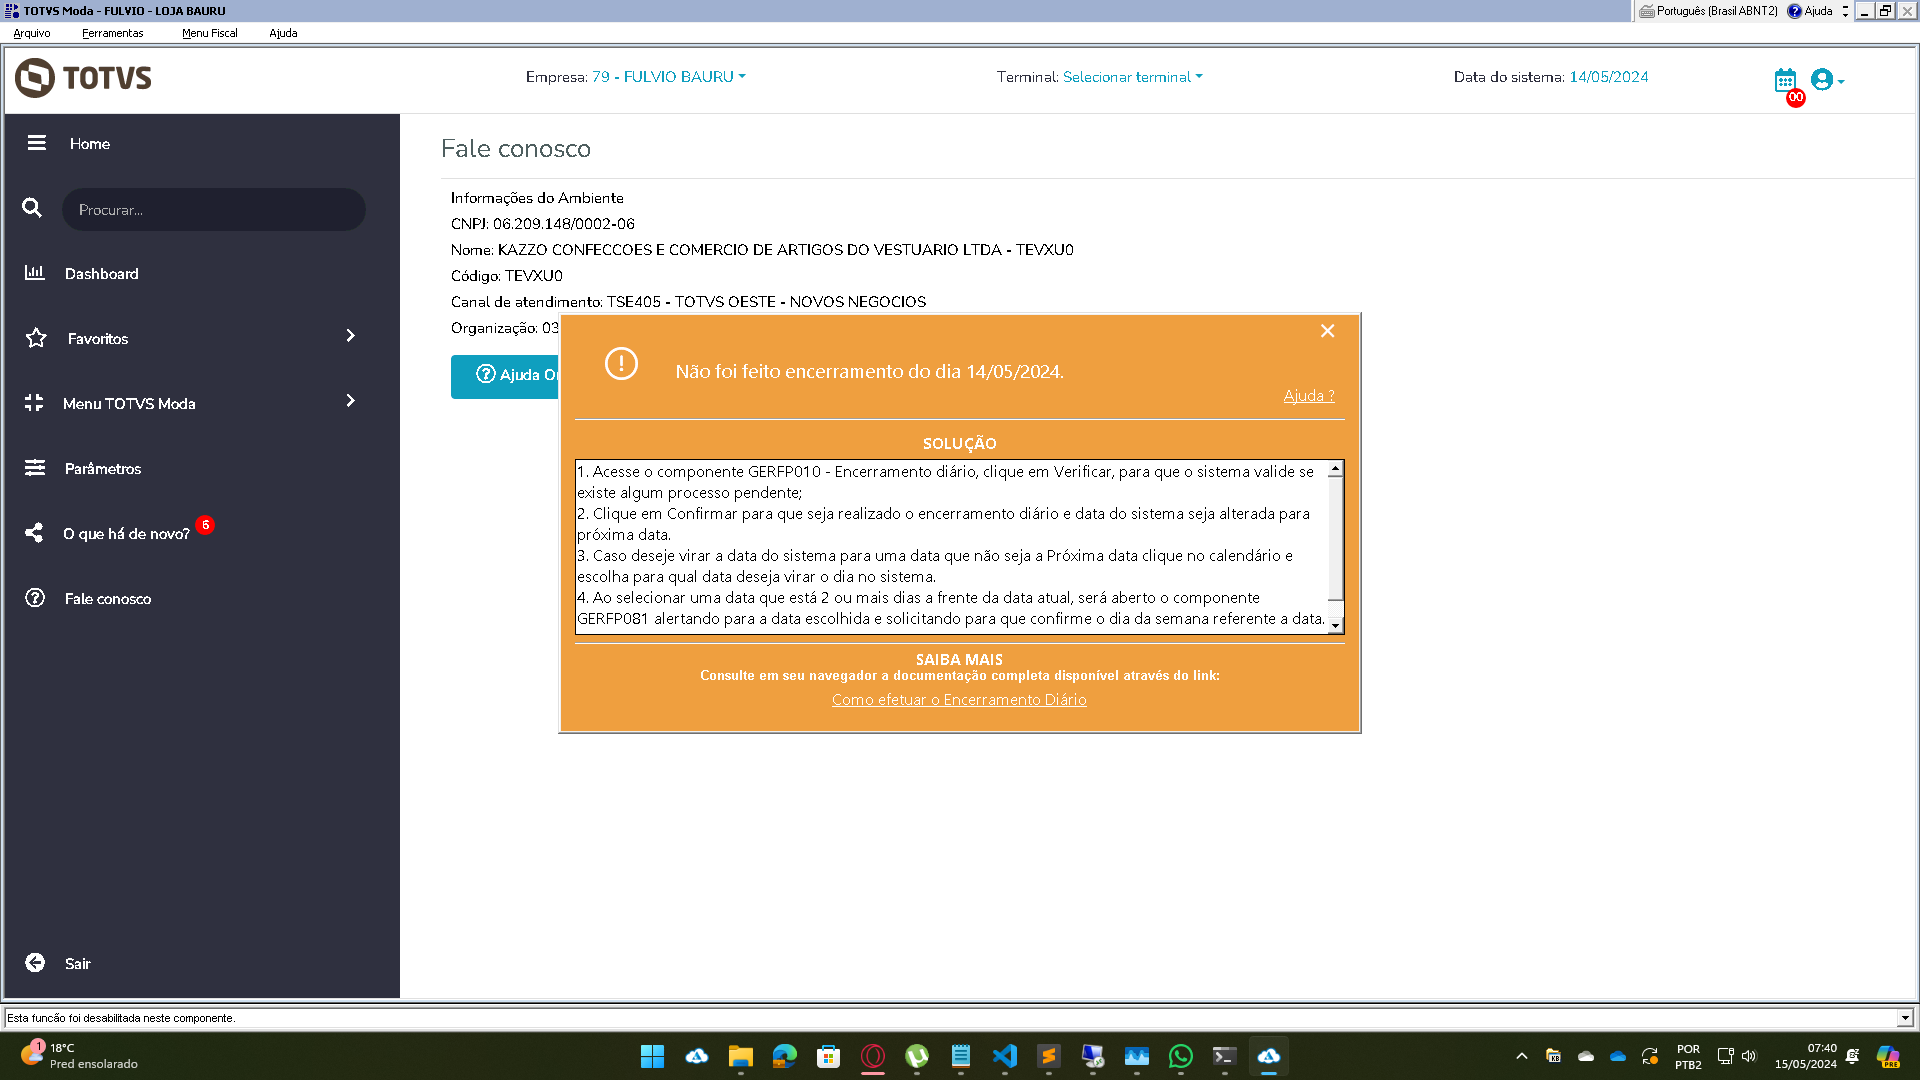 TOTVS Moda - FULVIO - LOJA BAURU
Português (Brasil ABNT2)
Ajuda
Arquivo
Ferramentas
Menu Fiscal
Ajuda
TOTVS
Empresa: 79 - FULVIO BAURU
Terminal: Selecionar terminal
Data do sistema: 14/05/2024
00
Home
Procurar...
Dashboard
Favoritos
Menu TOTVS Moda
Parâmetros
O que há de novo?
6
Fale conosco
Sair
Fale conosco
Informações do Ambiente
CNPJ: 06.209.148/0002-06
Nome: KAZZO CONFECCOES E COMERCIO DE ARTIGOS DO VESTUARIO LTDA - TEVXU0
Código: TEVXU0
Canal de atendimento: TSE405 - TOTVS OESTE - NOVOS NEGOCIOS
Organização: 03
Ajuda O
Não foi feito encerramento do dia 14/05/2024.
Ajuda ?
SOLUÇÃO
1. Acesse o componente GERFP010 - Encerramento diário, clique em Verificar, para que o sistema valide se
existe algum processo pendente;
2. Clique em Confirmar para que seja realizado o encerramento diário e data do sistema seja alterada para
próxima data.
3. Caso deseje virar a data do sistema para uma data que não seja a Próxima data clique no calendário e
escolha para qual data deseja virar o dia no sistema.
4. Ao selecionar uma data que está 2 ou mais dias a frente da data atual, será aberto o componente
GERFP081 alertando para a data escolhida e solicitando para que confirme o dia da semana referente a data.
SAIBA MAIS
Consulte em seu navegador a documentação completa disponível através do link:
Como efetuar o Encerramento Diário
Esta funcão foi desabilitada neste componente.
1
18°C
Pred ensolarado
POR
PTB2
07:40
15/05/2024
PRE